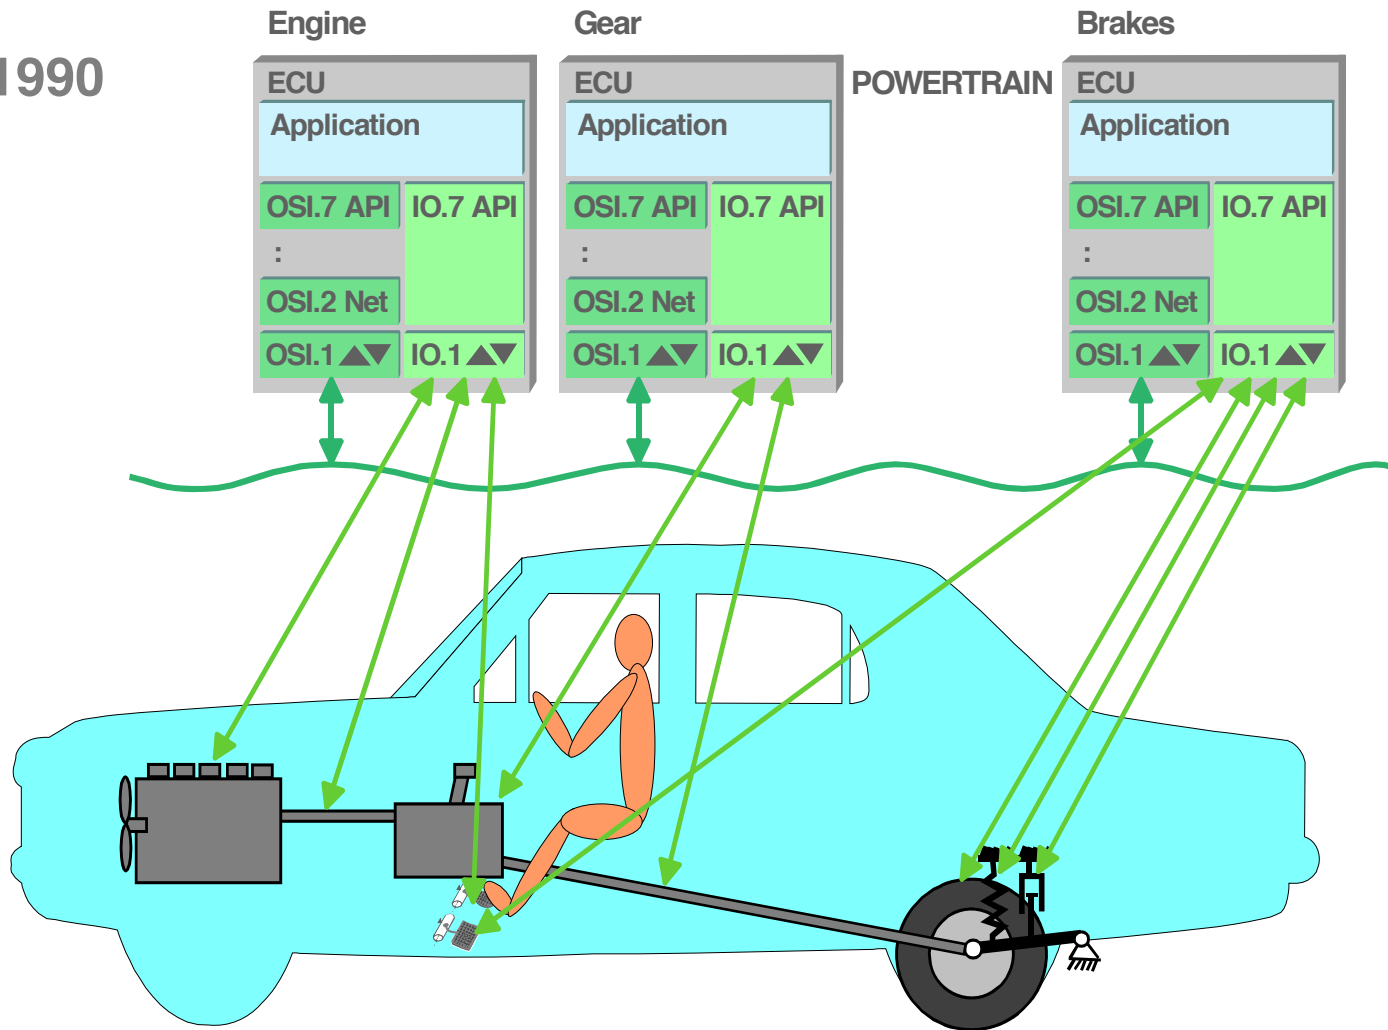 Engine Gear Brakes
1990
ECU ECU POWERTRAIN ECU
Application Application Application
OSI.7 API IO.7 API OSI.7 API IO.7 API OSI.7 API IO.7 API
: : :
OSI.2 Net OSI.2 Net OSI.2 Net
OSI.1 IO.1 OSI.1 IO.1 OSI.1 IO.1